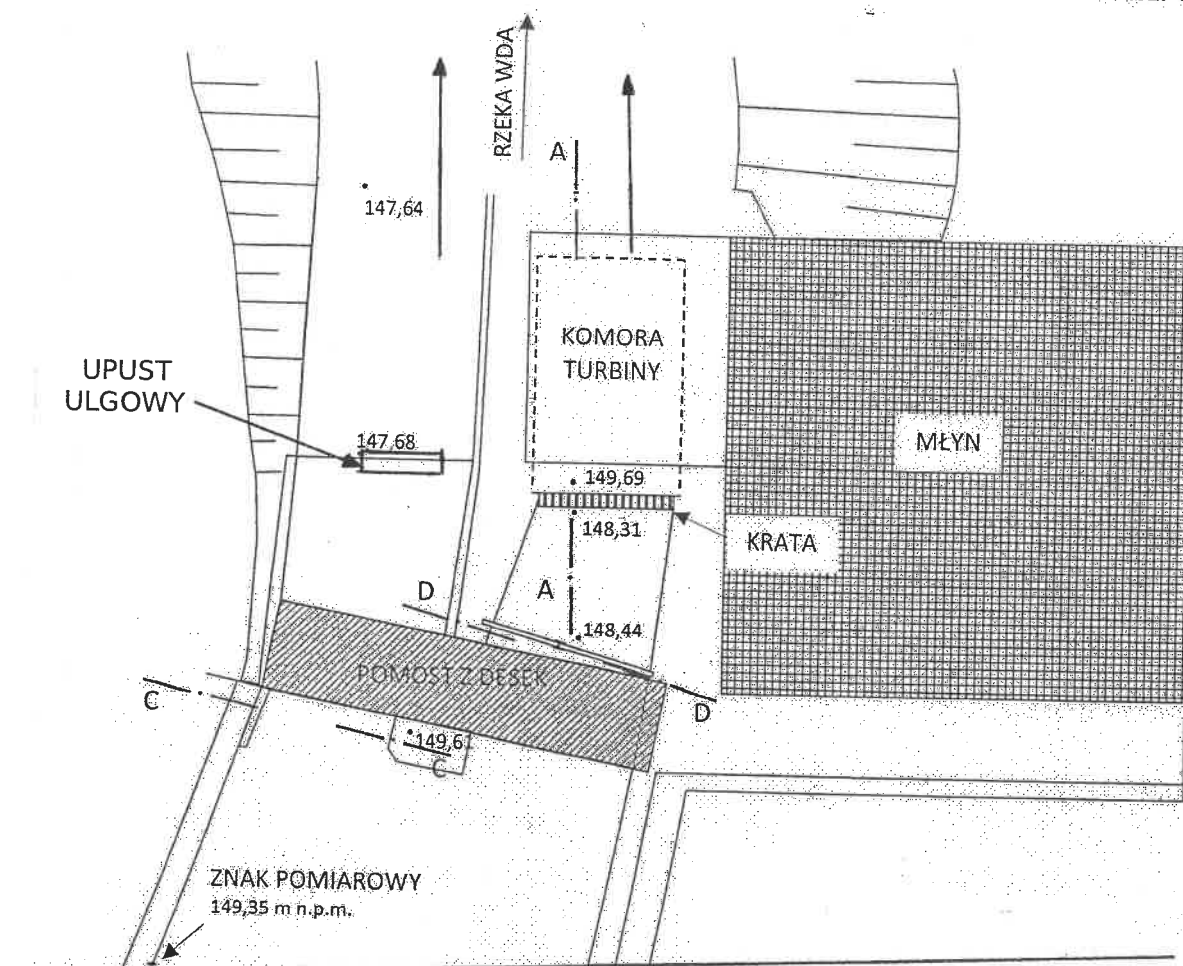 RZEKA WDA
A
147,64
KOMORA
TURBINY
UPUST
ULGOWY
MŁYN
147,68
149,69
148,31
KRATA
D
A
148,44
POMOST Z DESEK
C
D
149,6
C
ZNAK POMIAROWY
149,35 m n.p.m.